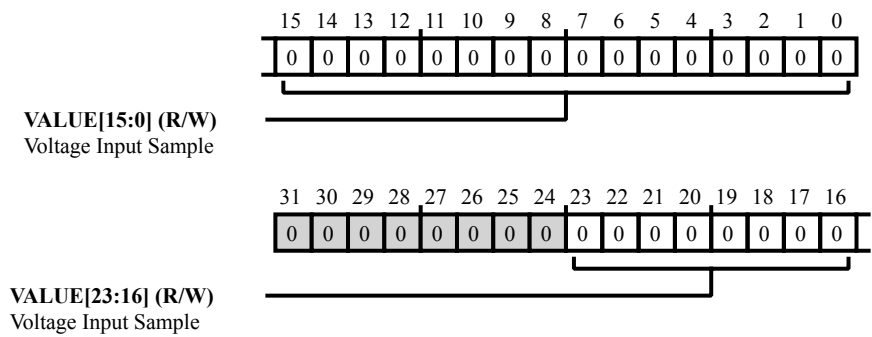 15 14 13 12 11 10 9 8 7 6 5 4 3 2 1 0
0 0 0 0 0 0 0 0 0 0 0 0 0 0 0 0
VALUE[15:0] (R/W)
Voltage Input Sample
31 30 29 28 27 26 25 24 23 22 21 20 19 18 17 16
0 0 0 0 0 0 0 0 0 0 0 0 0 0 0 0
VALUE[23:16] (R/W)
Voltage Input Sample